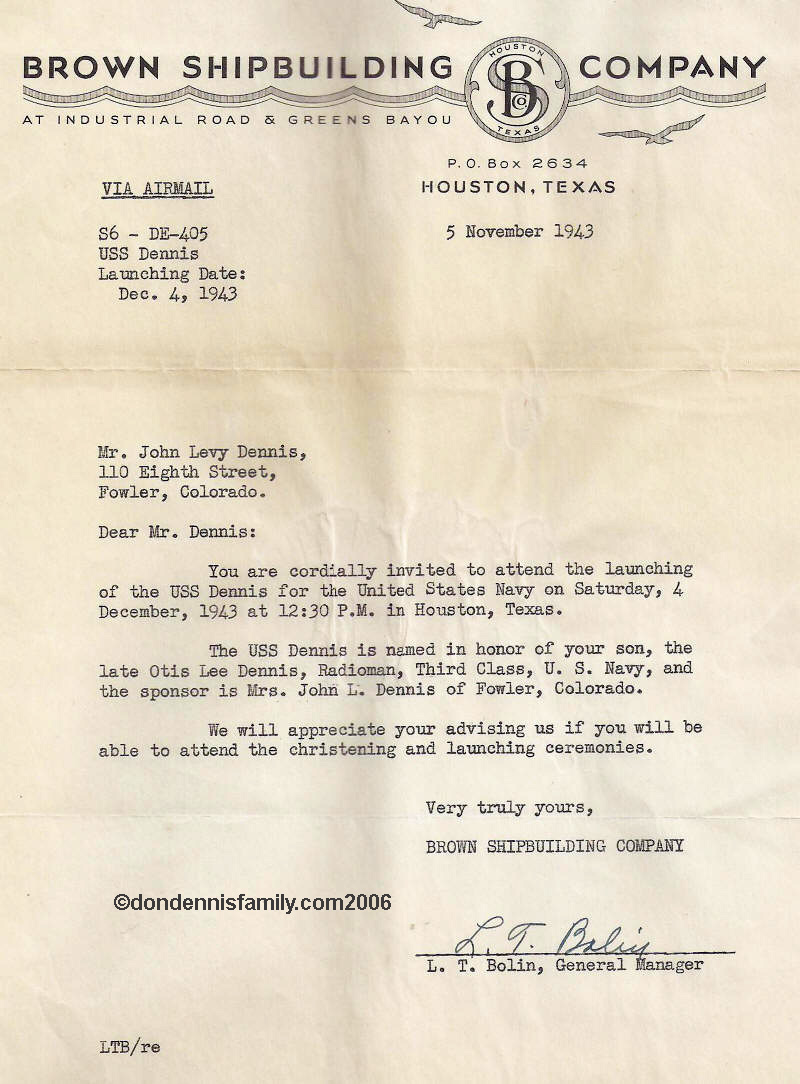 BROWN SHIPBUILDING COMPANY
HOUSTON
SBCo.
TEXAS
AT INDUSTRIAL ROAD & GREENS BAYOU
P.O. Box 2634
HOUSTON, TEXAS
VIA AIRMAIL
S6 - DE-405
5 November 1943
USS Dennis
Launching Date:
Dec. 4, 1943
Mr. John Levy Dennis,
110 Eighth Street,
Fowler, Colorado.
Dear Mr. Dennis:
You are cordially invited to attend the launching
of the USS Dennis for the United States Navy on Saturday, 4
December, 1943 at 12:30 P.M. in Houston, Texas.
The USS Dennis is named in honor of your son, the
late Otis Lee Dennis, Radioman, Third Class, U. S. Navy, and
the sponsor is Mrs. John L. Dennis of Fowler, Colorado.
We will appreciate your advising us if you will be
able to attend the christening and launching ceremonies.
Very truly yours,
BROWN SHIPBUILDING COMPANY
©dondennisfamily.com2006
L. T. Bolin
L. T. Bolin, General Manager
LTB/re